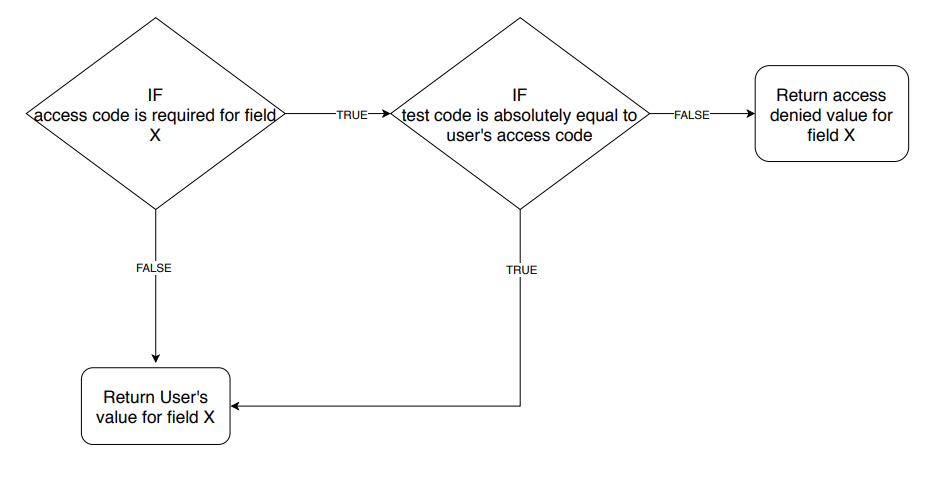 IF
access code is required for field
X
TRUE
IF
test code is absolutely equal to
user's access code
FALSE
Return access
denied value for
field X
FALSE
TRUE
Return User's
value for field X